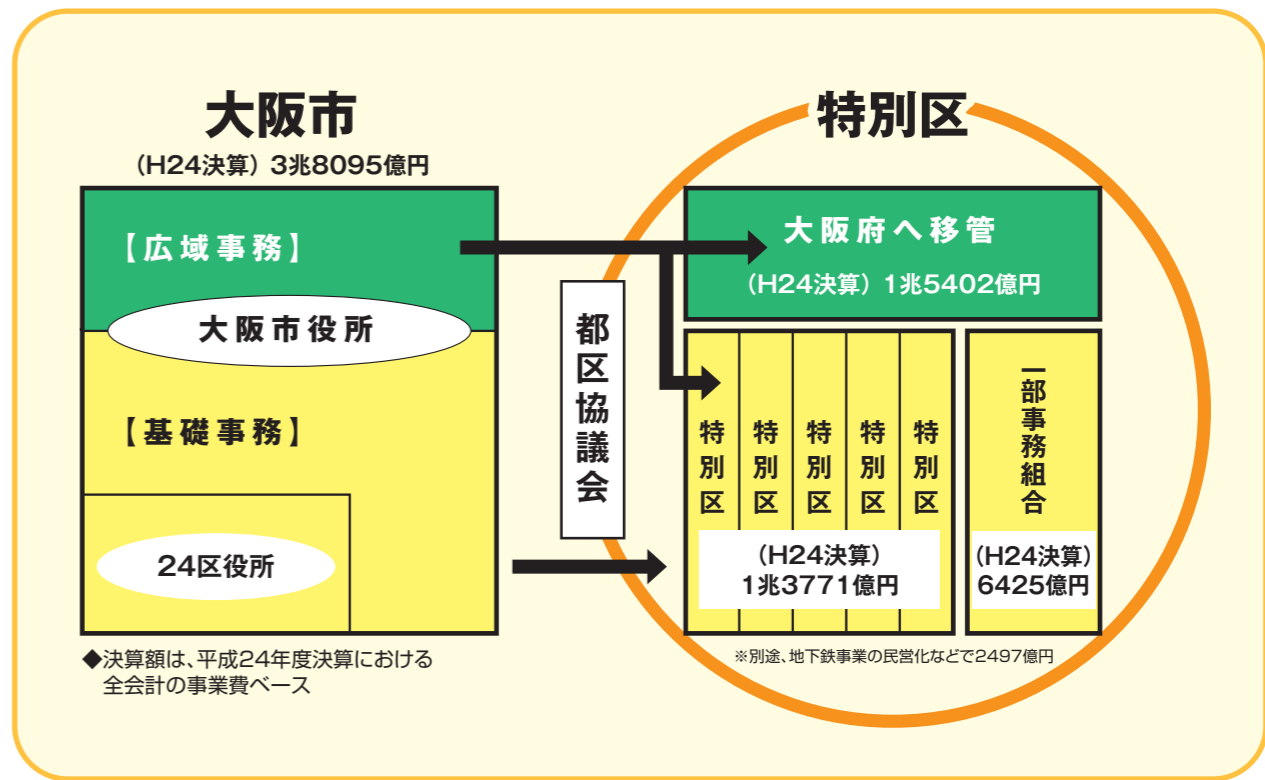 大阪市
（H24決算）3兆8095億円
【広域事務】
大阪市役所
【基礎事務】
24区役所
◆決算額は、平成24年度決算における
全会計の事業費ベース
都区協議会
特別区
大阪府へ移管
（H24決算）1兆5402億円
特別区
特別区
特別区
特別区
特別区
（H24決算）
1兆3771億円
一部事務組合
（H24決算）
6425億円
※別途、地下鉄事業の民営化などで2497億円